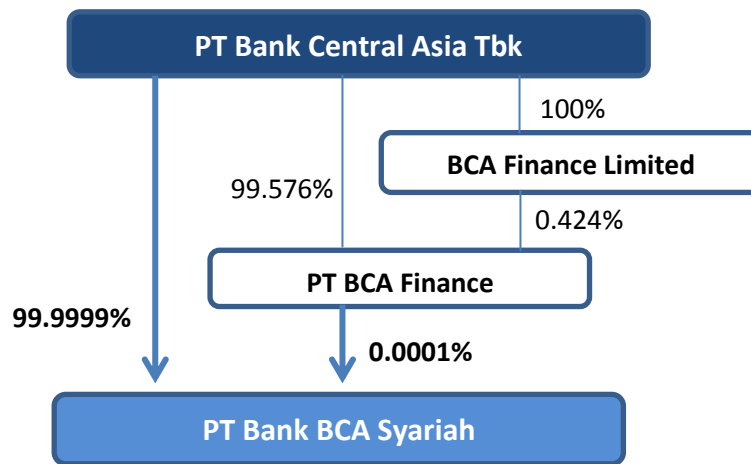 PT Bank Central Asia Tbk
100%
BCA Finance Limited
99.576%
0.424%
PT BCA Finance
99.9999%
0.0001%
PT Bank BCA Syariah